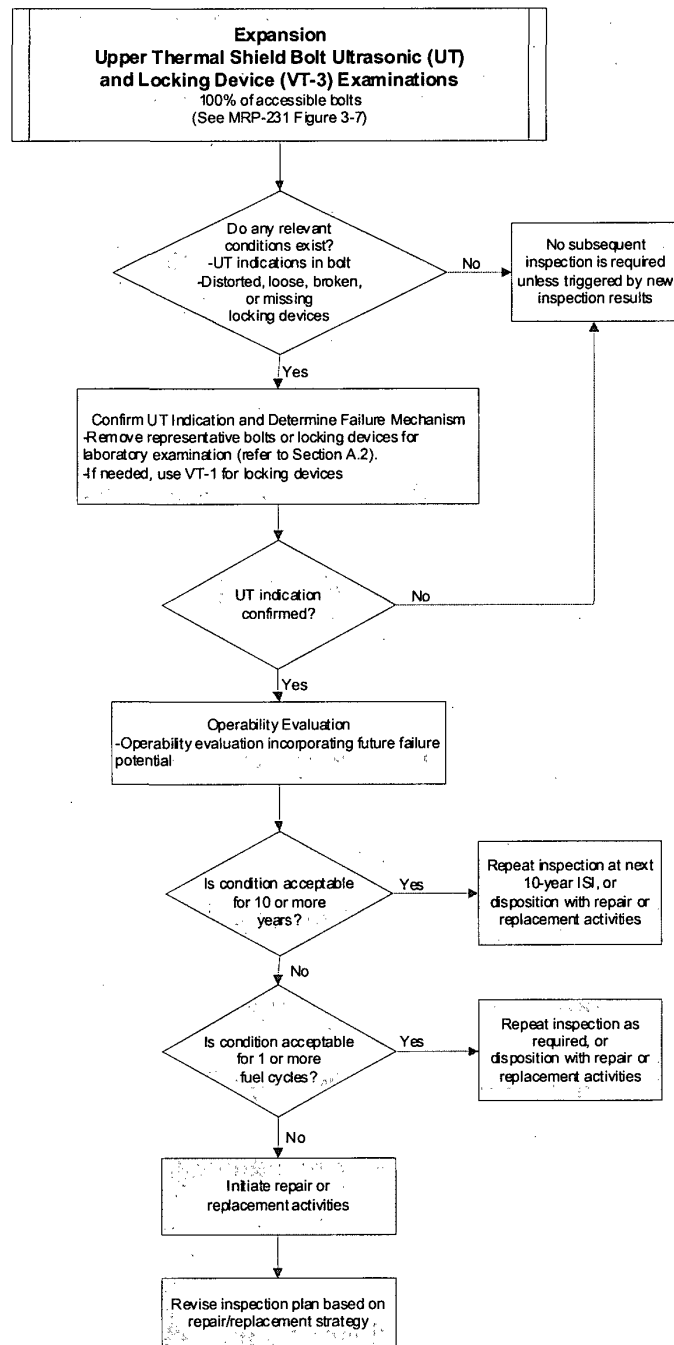 Expansion
Upper Thermal Shield Bolt Ultrasonic (UT)
and Locking Device (VT-3) Examinations
100% of accessible bolts
(See MRP-231 Figure 3-7)
Do any relevant
conditions exist?
-UT indications in bolt
-Distorted, loose, broken,
or missing
locking devices
No
No subsequent
inspection is required
unless triggered by new
inspection results
Yes
Confirm UT Indication and Determine Failure Mechanism
-Remove representative bolts or locking devices for
laboratory examination (refer to Section A.2).
-If needed, use VT-1 for locking devices
UT indication
confirmed?
No
Yes
Operability Evaluation
-Operability evaluation incorporating future failure
potential
Is condition acceptable
for 10 or more
years?
Yes
Repeat inspection at next
10-year ISI, or
disposition with repair or
replacement activities
No
Is condition acceptable
for 1 or more
fuel cycles?
Yes
Repeat inspection as
required, or
disposition with repair or
replacement activities
No
Initiate repair or
replacement activities
Revise inspection plan based on
repair/replacement strategy